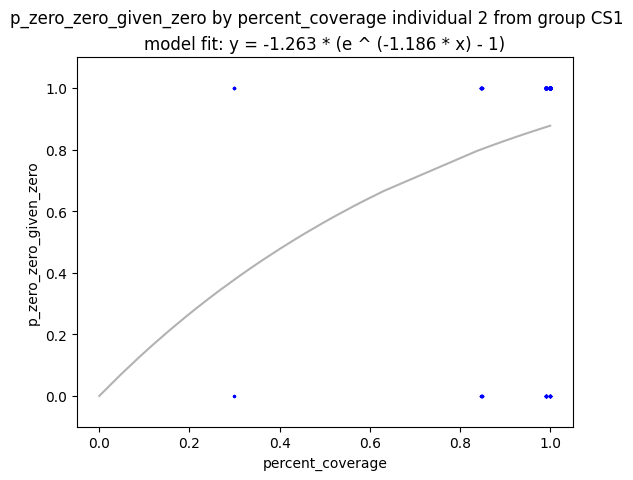 p_zero_zero_given_zero by percent_coverage individual 2 from group CS1
model fit: y = -1.263 * (e ^ (-1.186 * x) - 1)
1.0
0.8
0.6
0.4
0.2
0.0
p_zero_zero_given_zero
0.0 0.2 0.4 0.6 0.8 1.0
percent_coverage